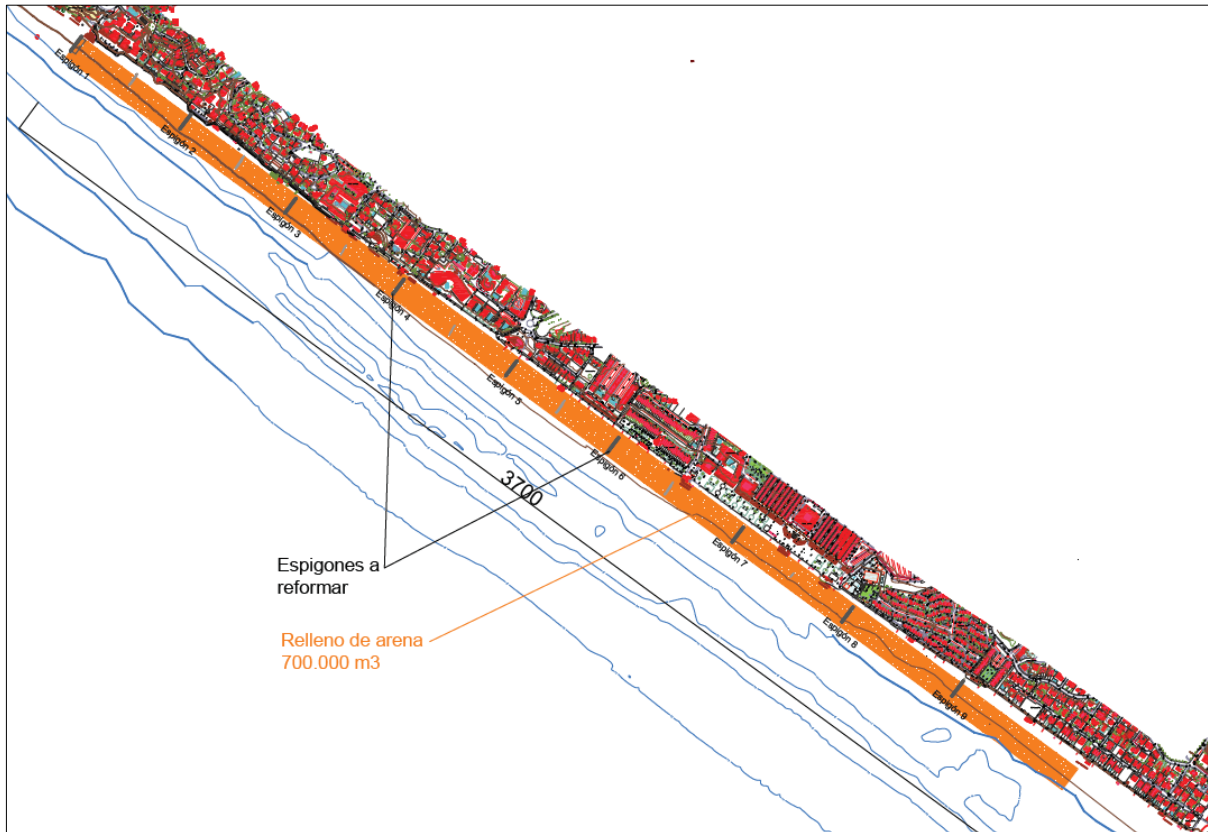 Espigón 1
Espigón 2
Espigón 3
Espigón 4
Espigón 5
Espigón 6
3700
Espigón 7
Espigones a
reformar
Espigón 8
Relleno de arena
700.000 m3
Espigón 9